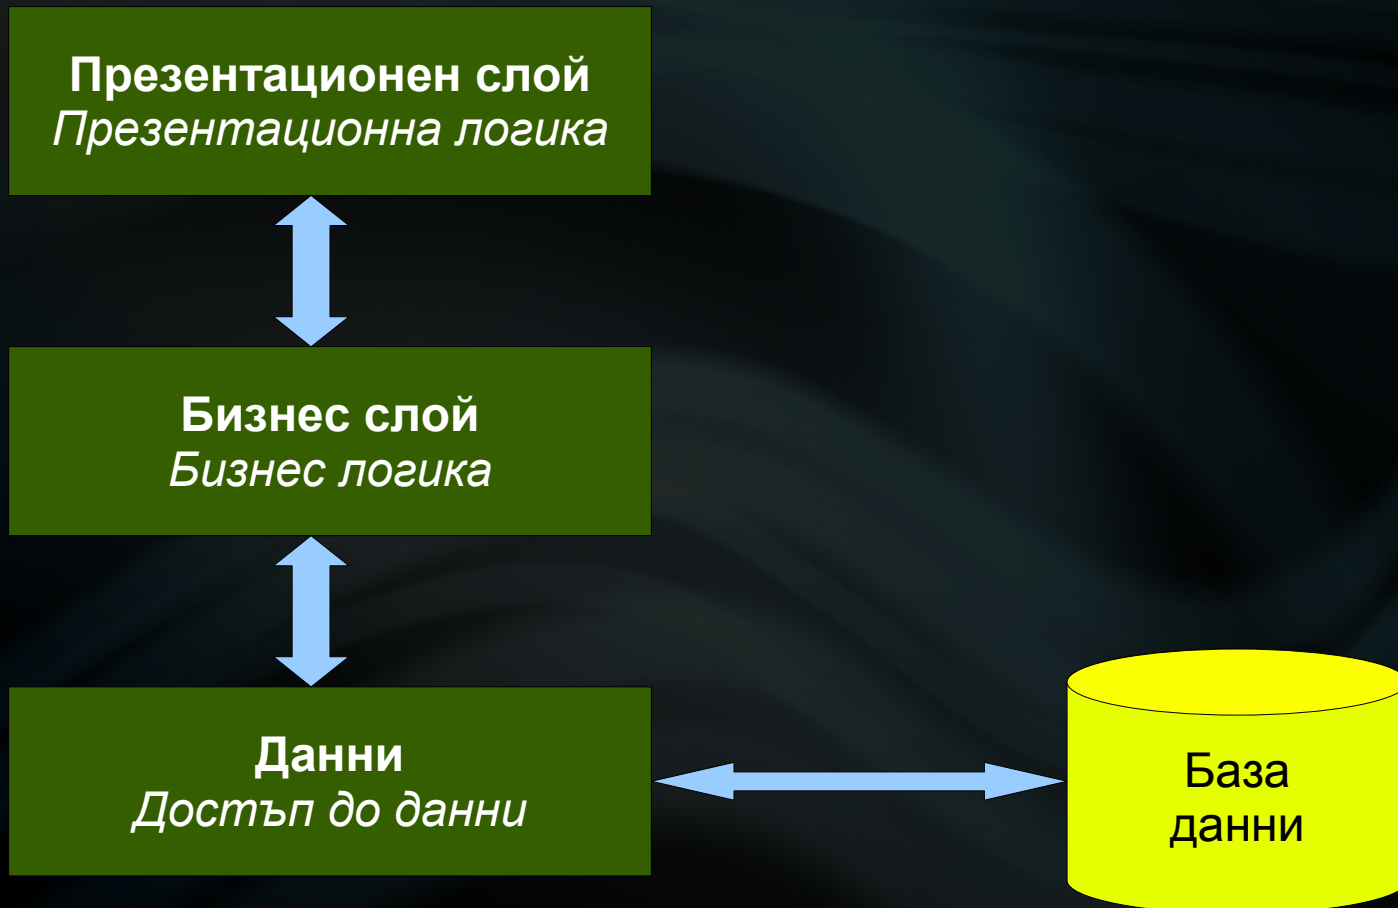 Презентационен слой
Презентационна логика
Бизнес слой
Бизнес логика
Данни
Достъп до данни
База
данни